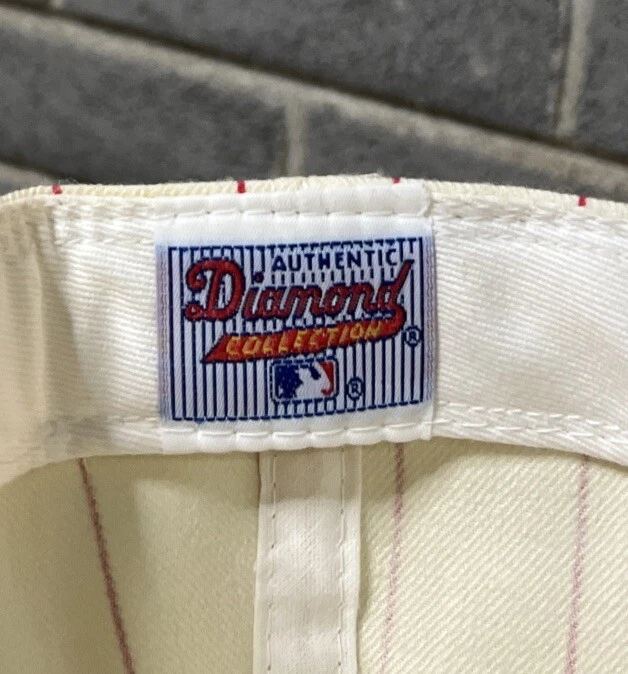 AUTHENTIC
Diamond
COLLECTION
®
®